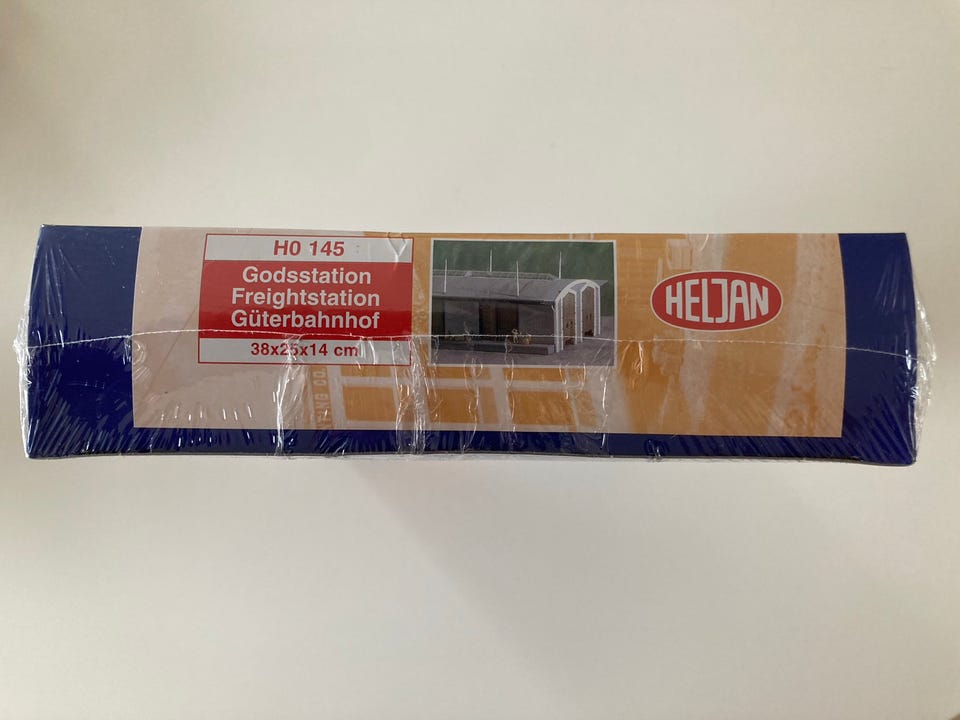 H0 145
Godsstation
Freightstation
Güterbahnhof
38x25x14 cm
HELJAN